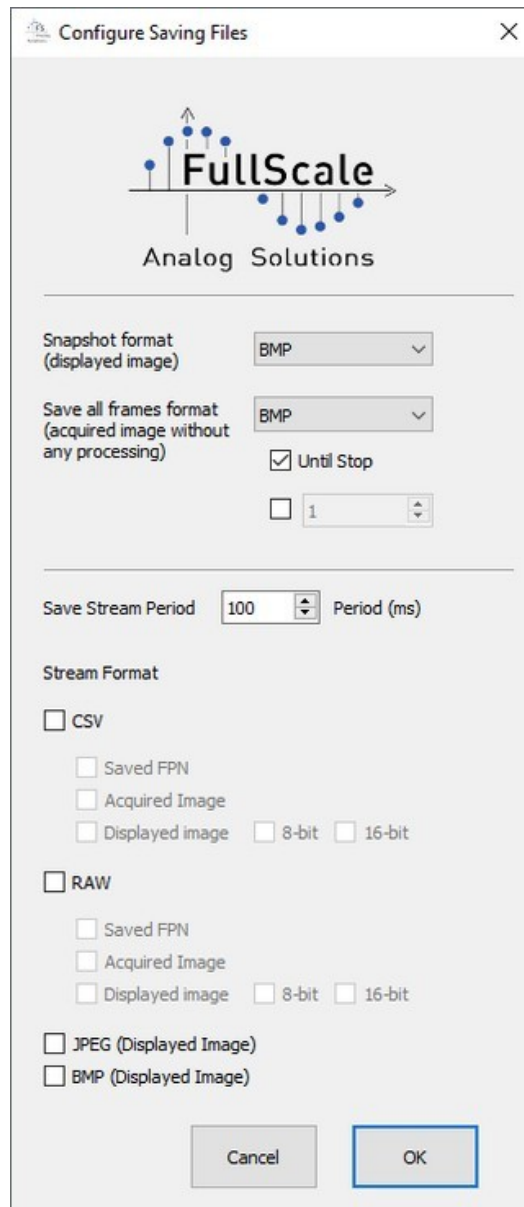 Configure Saving Files
FullScale
Analog Solutions
Snapshot format
(displayed image)
BMP
Save all frames format
(acquired image without
any processing)
BMP
Until Stop
1
Save Stream Period 100 Period (ms)
Stream Format
CSV
Saved FPN
Acquired Image
Displayed image 8-bit 16-bit
RAW
Saved FPN
Acquired Image
Displayed image 8-bit 16-bit
JPEG (Displayed Image)
BMP (Displayed Image)
Cancel OK